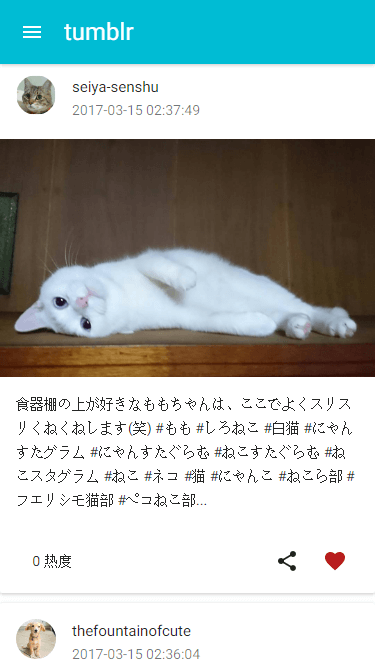 tumblr
seiya-senshu
2017-03-15 02:37:49
食器棚の上が好きなももちゃんは、ここでよくスリス
リくねくねします(笑) #もも #しろねこ #白猫 #にゃん
すたグラム #にゃんすたぐらむ #ねこすたぐらむ #ね
こスタグラム #ねこ #ネコ #猫 #にゃんこ #ねこら部 #
フエリシモ猫部 #ペコねこ部...
0 热度
thefountainofcute
2017-03-15 02:36:04